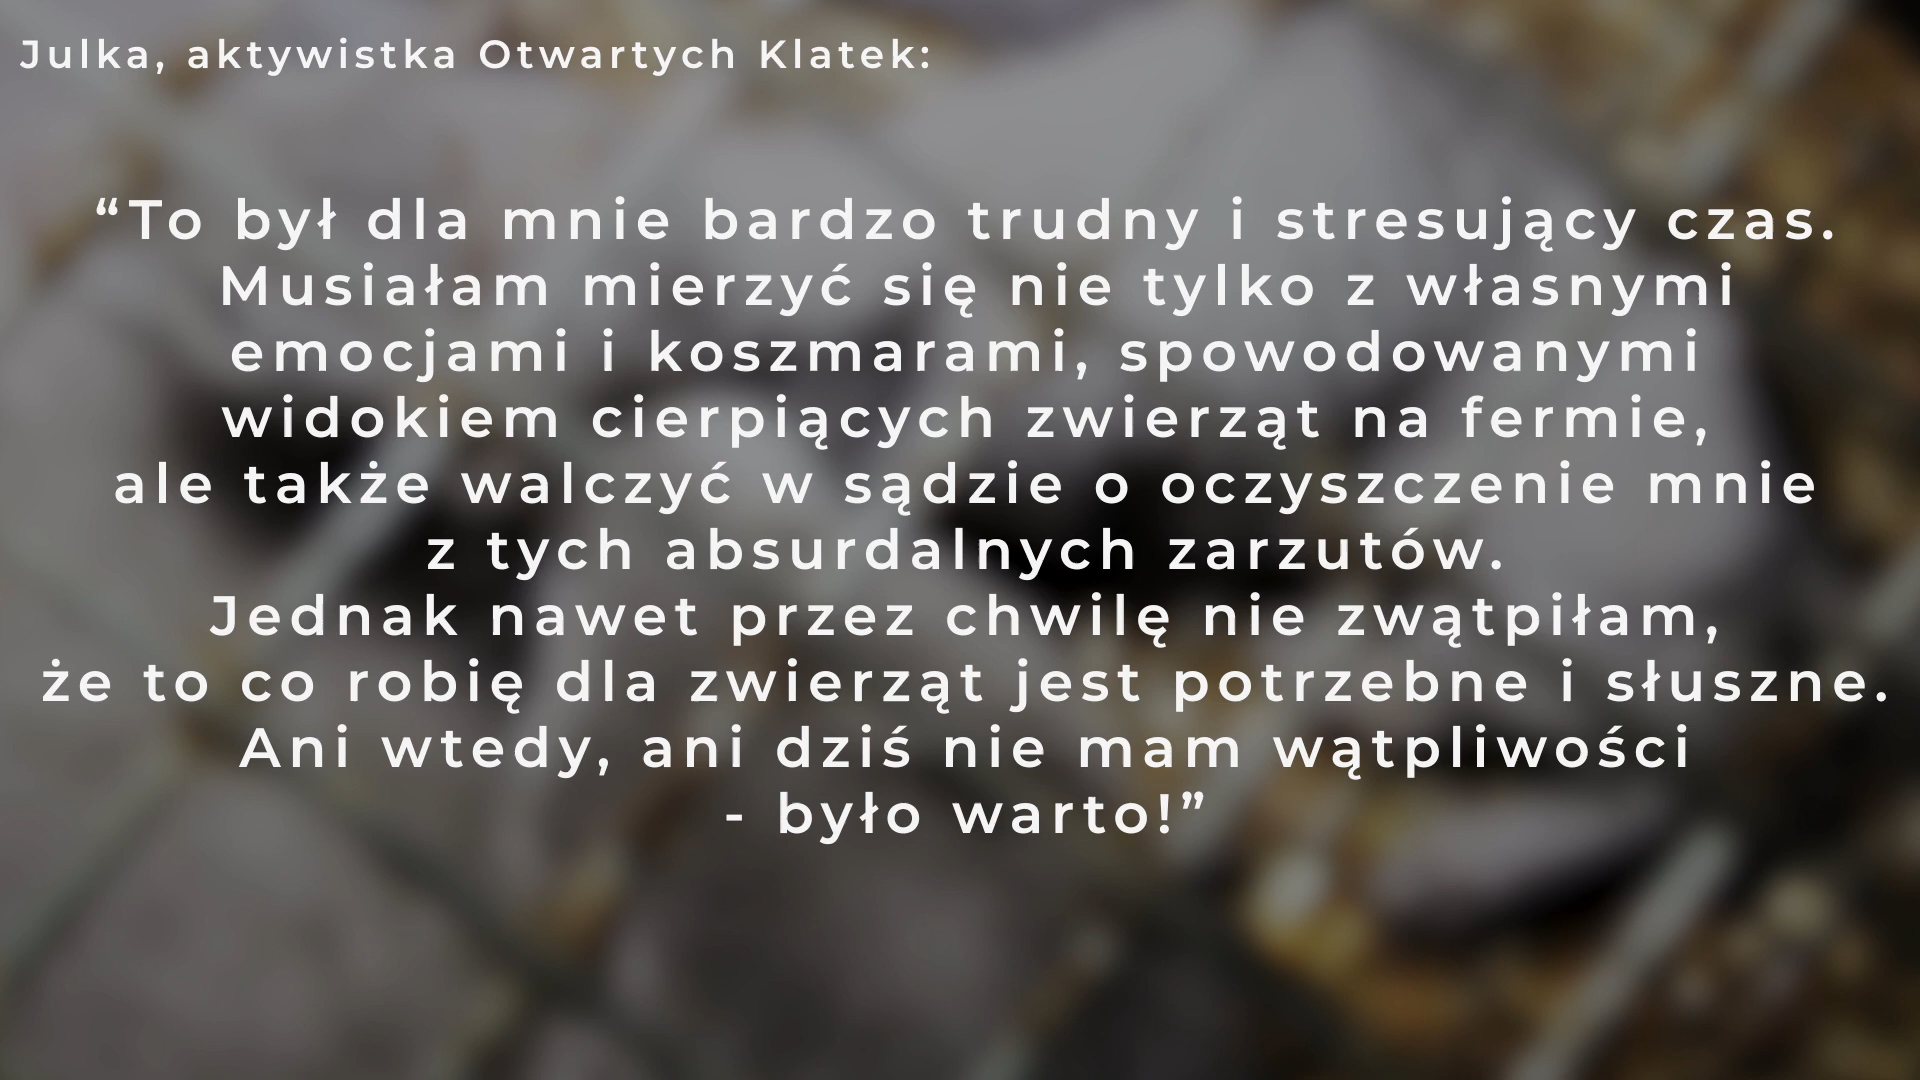 Julka, aktywistka Otwartych Klatek:
“To był dla mnie bardzo trudny i stresujący czas.
Musiałam mierzyć się nie tylko z własnymi
emocjami i koszmarami, spowodowanymi
widokiem cierpiących zwierząt na fermie,
ale także walczyć w sądzie o oczyszczenie mnie
z tych absurdalnych zarzutów.
Jednak nawet przez chwilę nie zwątpiłam,
że to co robię dla zwierząt jest potrzebne i słuszne.
Ani wtedy, ani dziś nie mam wątpliwości
- było warto!”